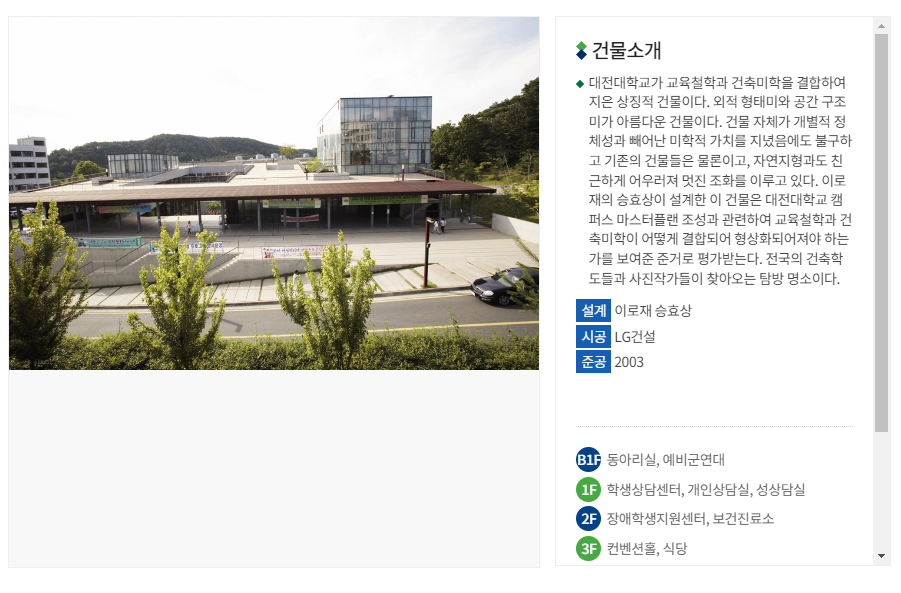 건물소개
대전대학교가 교육철학과 건축미학을 결합하여
지은 상징적 건물이다. 외적 형태미와 공간 구조
미가 아름다운 건물이다. 건물 자체가 개별적 정
체성과 빼어난 미학적 가치를 지녔음에도 불구하
고 기존의 건물들은 물론이고, 자연지형과도 친
근하게 어우러져 멋진 조화를 이루고 있다. 이로
재의 승효상이 설계한 이 건물은 대전대학교 캠
퍼스 마스터플랜 조성과 관련하여 교육철학과 건
축미학이 어떻게 결합되어 형상화되어져야 하는
가를 보여준 준거로 평가받는다. 전국의 건축학
도들과 사진작가들이 찾아오는 탐방 명소이다.
설계 이로재 승효상
시공 LG건설
준공 2003
B1F 동아리실, 예비군연대
1F 학생상담센터, 개인상담실, 성상담실
2F 장애학생지원센터, 보건진료소
3F 컨벤션홀, 식당